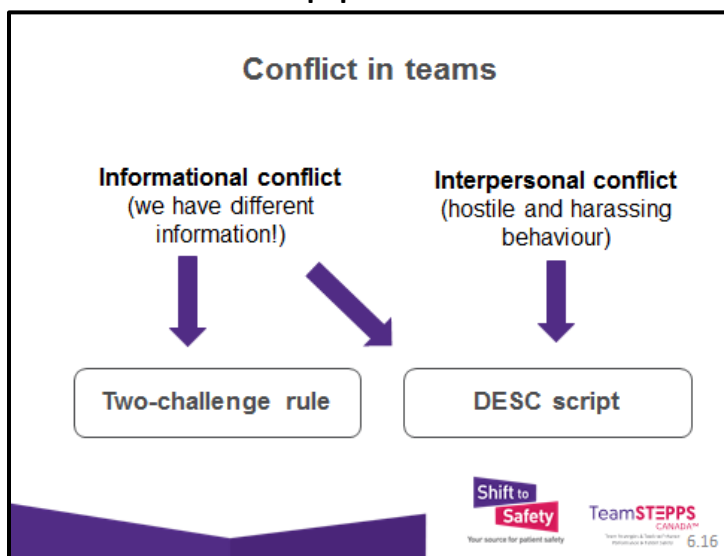 Conflict in teams
Informational conflict
(we have different
information!)
Interpersonal conflict
(hostile and harassing
behaviour)
Two-challenge rule
DESC script
Shift to
Safety
Your source for patient safety
TeamSTEPPS
CANADA™
6.16